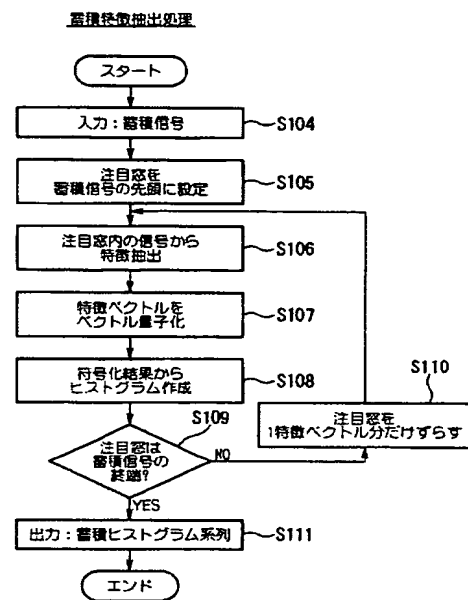 蓄積特徴抽出処理
スタート
入力：蓄積信号
S104
注目窓を
蓄積信号の先頭に設定
S105
注目窓内の信号から
特徴抽出
S106
特徴ベクトルを
ベクトル量子化
S107
符号化結果から
ヒストグラム作成
S108
S109
注目窓は
蓄積信号の
終端?
NO
S110
注目窓を
1特徴ベクトル分だけずらす
YES
出力：蓄積ヒストグラム系列
S111
エンド